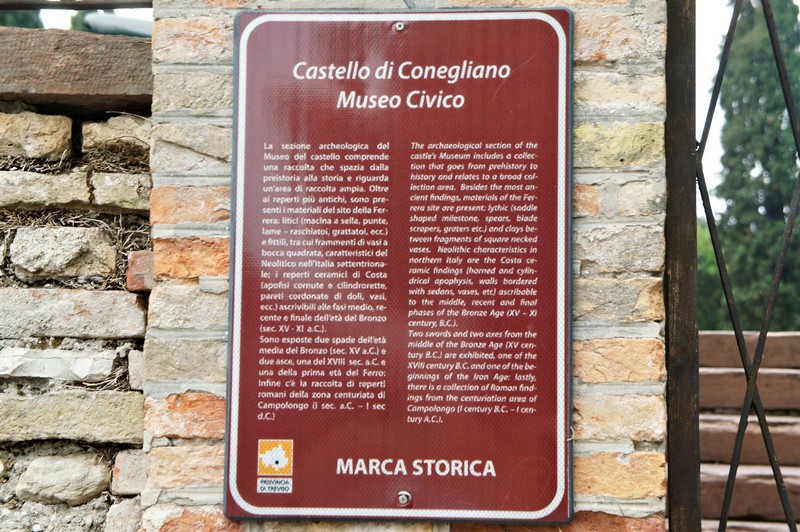 Castello di Conegliano
Museo Civico
La sezione archeologica del
Museo del castello comprende
una raccolta che spazia dalla
preistoria alla storia e riguarda
un'area di raccolta ampia. Oltre
ai reperti più antichi, sono pre-
senti i materiali del sito della Fer-
rera: litici (macina a sella, punte,
lame – raschiatoi, grattatoi, ecc.)
e fittili, tra cui frammenti di vasi a
bocca quadrata, caratteristici del
Neolitico nell'Italia settentriona-
le; i reperti ceramici di Costa
(apofisi cornute e cilindrorette,
pareti cordonate di doli, vasi,
ecc.) ascrivibili alle fasi medio, re-
cente e finale dell'età del Bronzo
(sec. XV - XI a.C.).
Sono esposte due spade dell'età
media del Bronzo (sec. XV a.C.) e
due asce, una del XVIII sec. a.C. e
una della prima età del Ferro;
Infine c'è la raccolta di reperti
romani della zona centuriata di
Campolongo (I sec. a.C. – I sec
d.C.)
The archaeological section of the
castle's Museum includes a collec-
tion that goes from prehistory to
history and relates to a broad col-
lection area. Besides the most an-
cient findings, materials of the Fer-
rera site are present; lythic (saddle
shaped milestone, spears, blade
scrapers, graters etc.) and clays be-
tween fragments of square necked
vases. Neolithic characteristics in
northern Italy are the Costa ce-
ramic findings (horned and cylin-
drical apophysis, walls bordered
with sedans, vases, etc) ascribable
to the middle, recent and final
phases of the Bronze Age (XV – XI
century, B.C.).
Two swords and two axes from the
middle of the Bronze Age (XV cen-
tury B.C.) are exhibited, one of the
XVIII century B.C. and one of the be-
ginnings of the Iron Age: lastly,
there is a collection of Roman find-
ings from the centuriation area of
Campolongo (I century B.C. – I cen-
tury A.C.).
PROVINCIA
DI TREVISO
MARCA STORICA